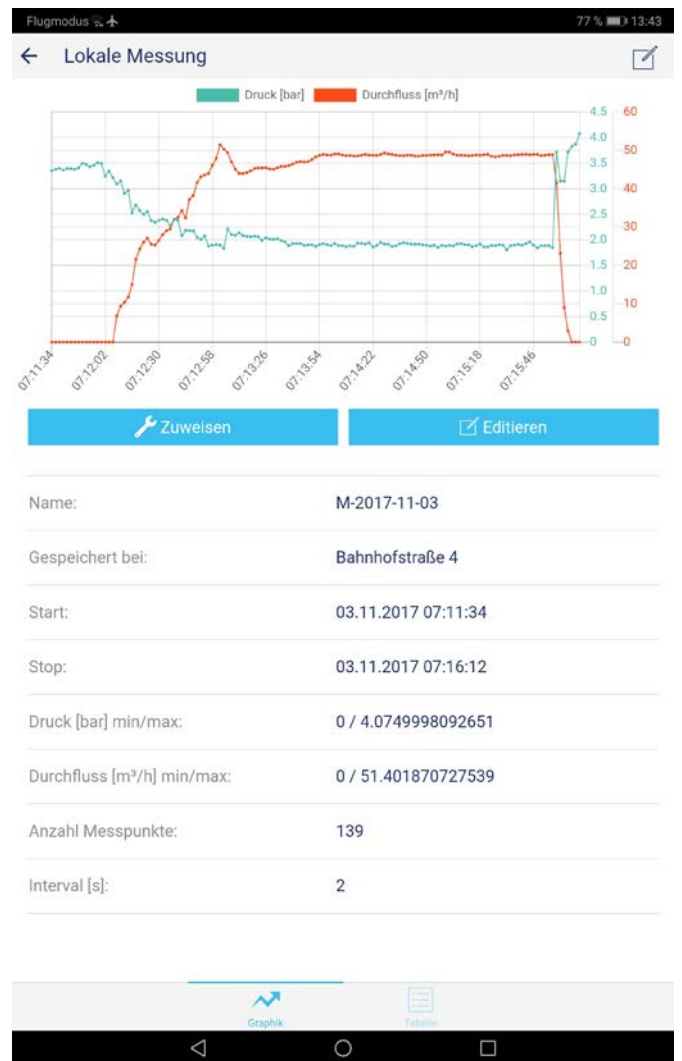 Flugmodus 77 % 13:43
Lokale Messung
Druck [bar] Durchfluss [m³/h]
4.5 60
4.0
3.5 50
3.0 40
2.5
2.0 30
1.5 20
1.0
0.5 10
0 0
07:11:34 07:12:02 07:12:30 07:12:58 07:13:26 07:13:54 07:14:22 07:14:50 07:15:18 07:15:46
Zuweisen Editieren
Name: M-2017-11-03
Gespeichert bei: Bahnhofstraße 4
Start: 03.11.2017 07:11:34
Stop: 03.11.2017 07:16:12
Druck [bar] min/max: 0 / 4.0749998092651
Durchfluss [m³/h] min/max: 0 / 51.401870727539
Anzahl Messpunkte: 139
Interval [s]: 2
Graphik Tabelle